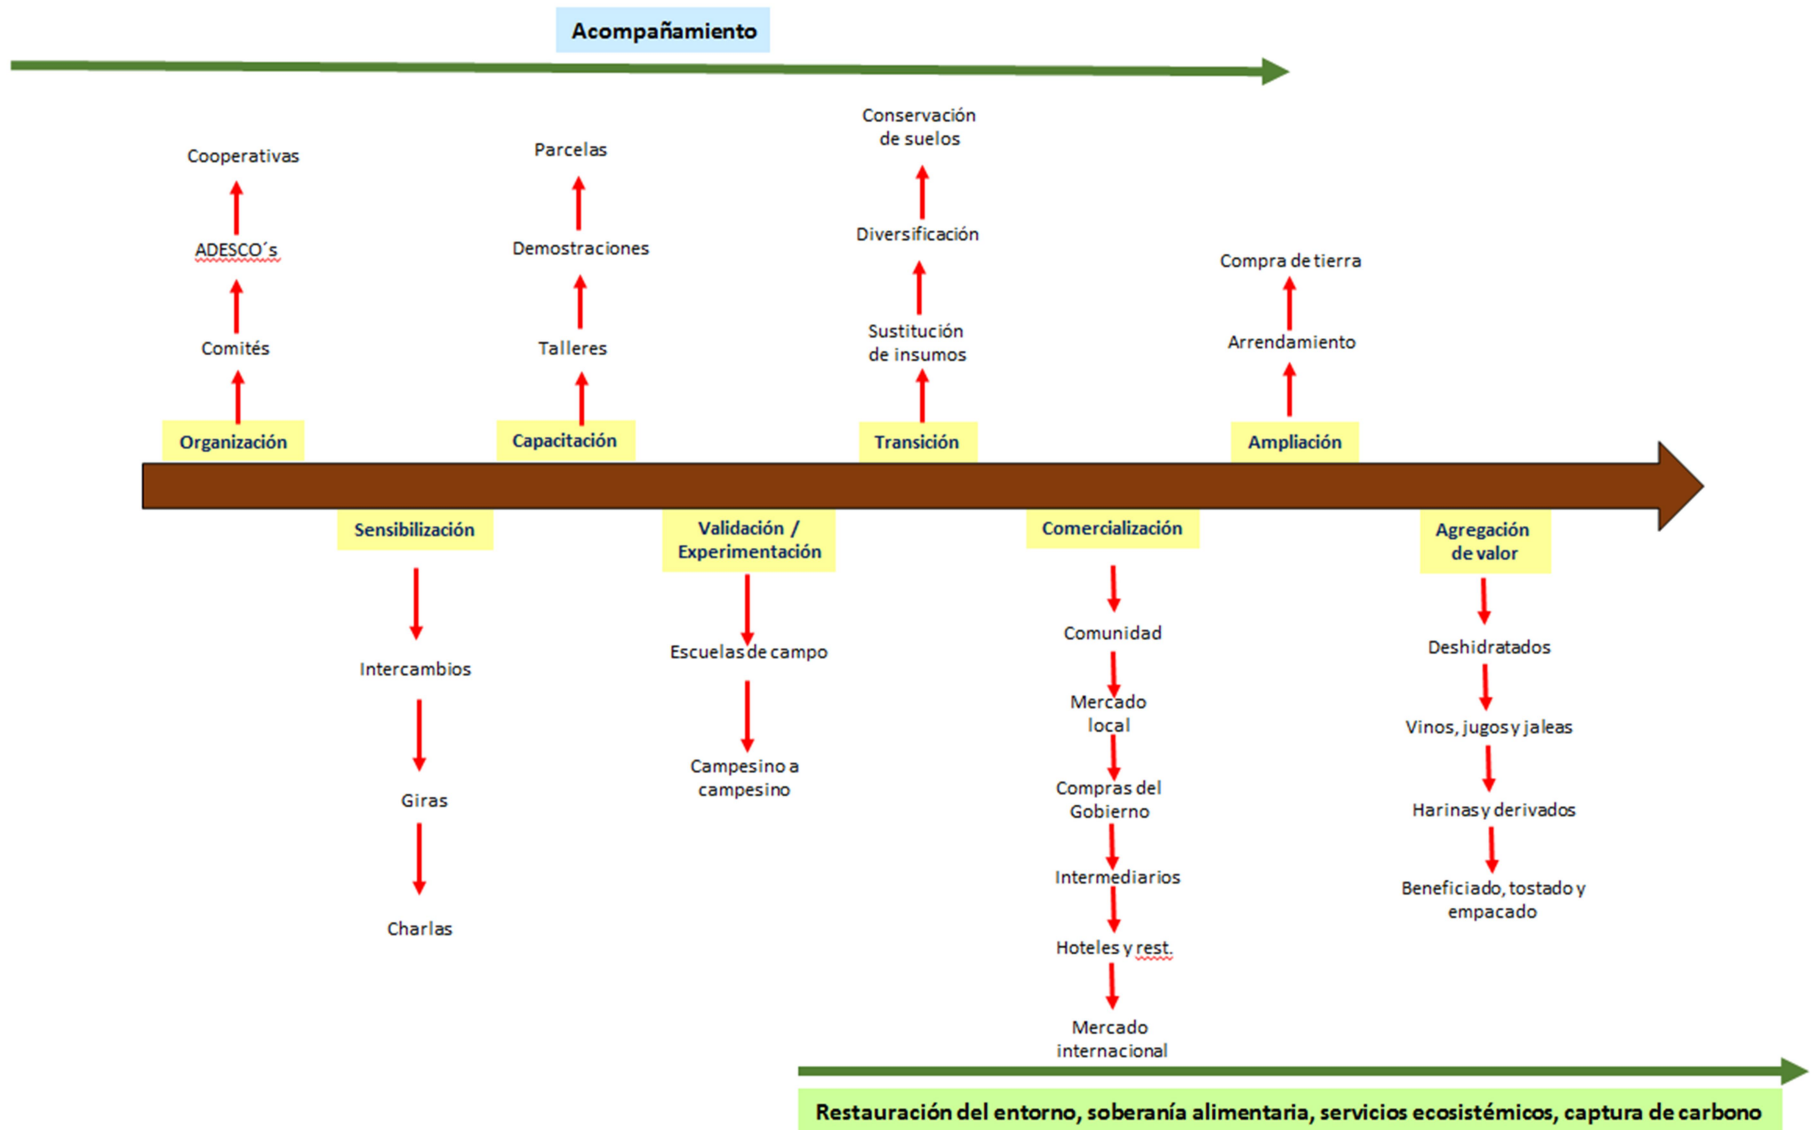 Acompañamiento
Conservación
de suelos
Cooperativas
Parcelas
Diversificación
ADESCO´s
Demostraciones
Compra de tierra
Sustitución
de insumos
Comités
Talleres
Arrendamiento
Organización
Capacitación
Transición
Ampliación
Sensibilización
Validación /
Experimentación
Comercialización
Agregación
de valor
Intercambios
Giras
Charlas
Escuelas de campo
Campesino a
campesino
Comunidad
Mercado
local
Compras del
Gobierno
Intermediarios
Hoteles y rest.
Mercado
internacional
Deshidratados
Vinos, jugos y jaleas
Harinas y derivados
Beneficiado, tostado y
empacado
Restauración del entorno, soberanía alimentaria, servicios ecosistémicos, captura de carbono